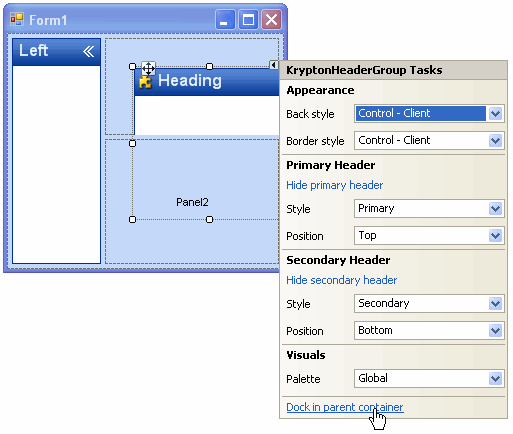 Form1
Left
Heading
Panel2
KryptonHeaderGroup Tasks
Appearance
Back style Control - Client
Border style Control - Client
Primary Header
Hide primary header
Style Primary
Position Top
Secondary Header
Hide secondary header
Style Secondary
Position Bottom
Visuals
Palette Global
Dock in parent container